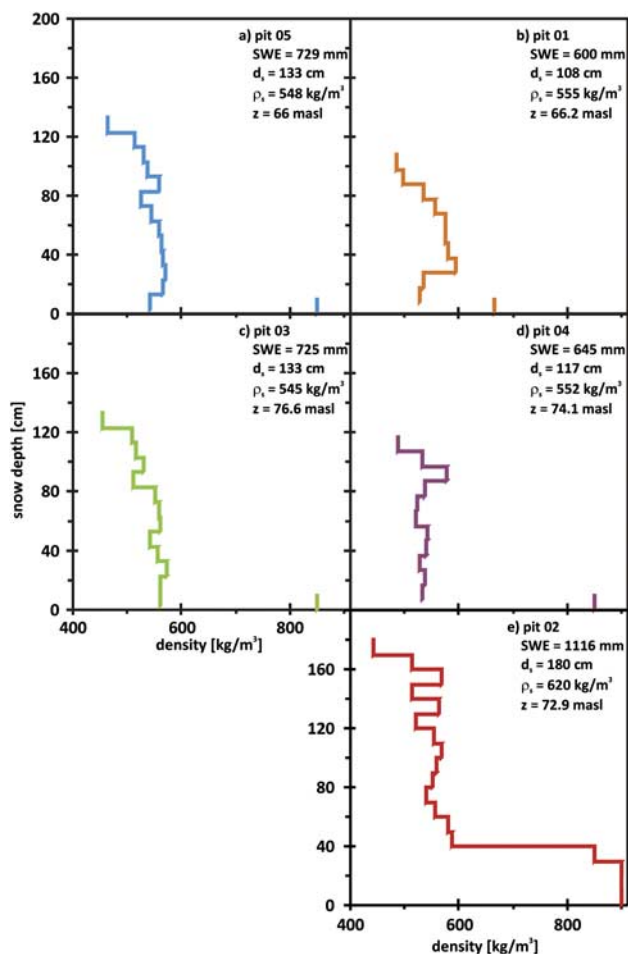 200
160
120
80
40
0
a) pit 05
SWE = 729 mm
dₛ = 133 cm
ρₛ = 548 kg/m³
z = 66 masl
b) pit 01
SWE = 600 mm
dₛ = 108 cm
ρₛ = 555 kg/m³
z = 66.2 masl
c) pit 03
SWE = 725 mm
dₛ = 133 cm
ρₛ = 545 kg/m³
z = 76.6 masl
d) pit 04
SWE = 645 mm
dₛ = 117 cm
ρₛ = 552 kg/m³
z = 74.1 masl
snow depth [cm]
160
120
80
40
0
400 600 800
density [kg/m³]
e) pit 02
SWE = 1116 mm
dₛ = 180 cm
ρₛ = 620 kg/m³
z = 72.9 masl
160
120
80
40
0
400 600 800
density [kg/m³]